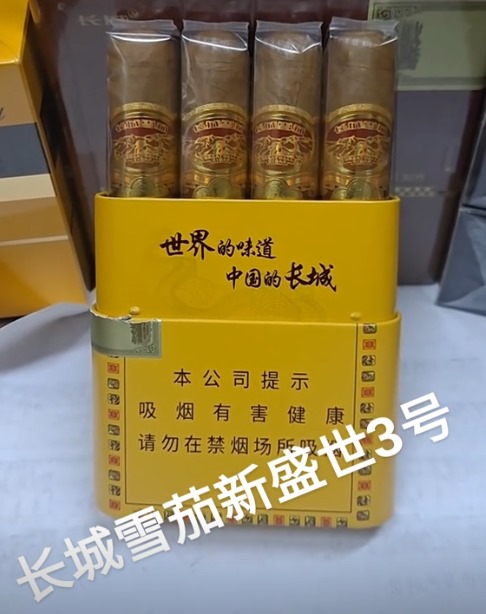 世界的味道
中国的长城
本公司提示
吸烟有害健康
请勿在禁烟场所吸烟
长城雪茄新盛世3号